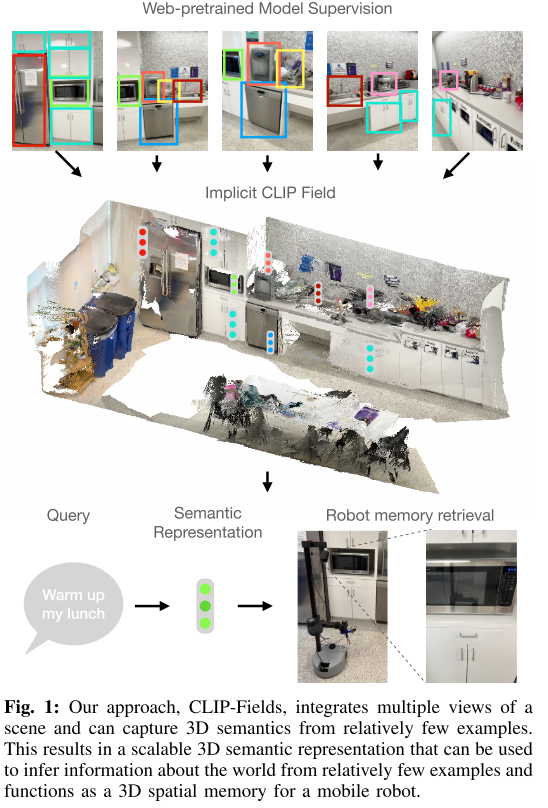 Web-pretrained Model Supervision
Implicit CLIP Field
Query
Semantic
Representation
Robot memory retrieval
Warm up
my lunch
Fig. 1: Our approach, CLIP-Fields, integrates multiple views of a
scene and can capture 3D semantics from relatively few examples.
This results in a scalable 3D semantic representation that can be used
to infer information about the world from relatively few examples and
functions as a 3D spatial memory for a mobile robot.